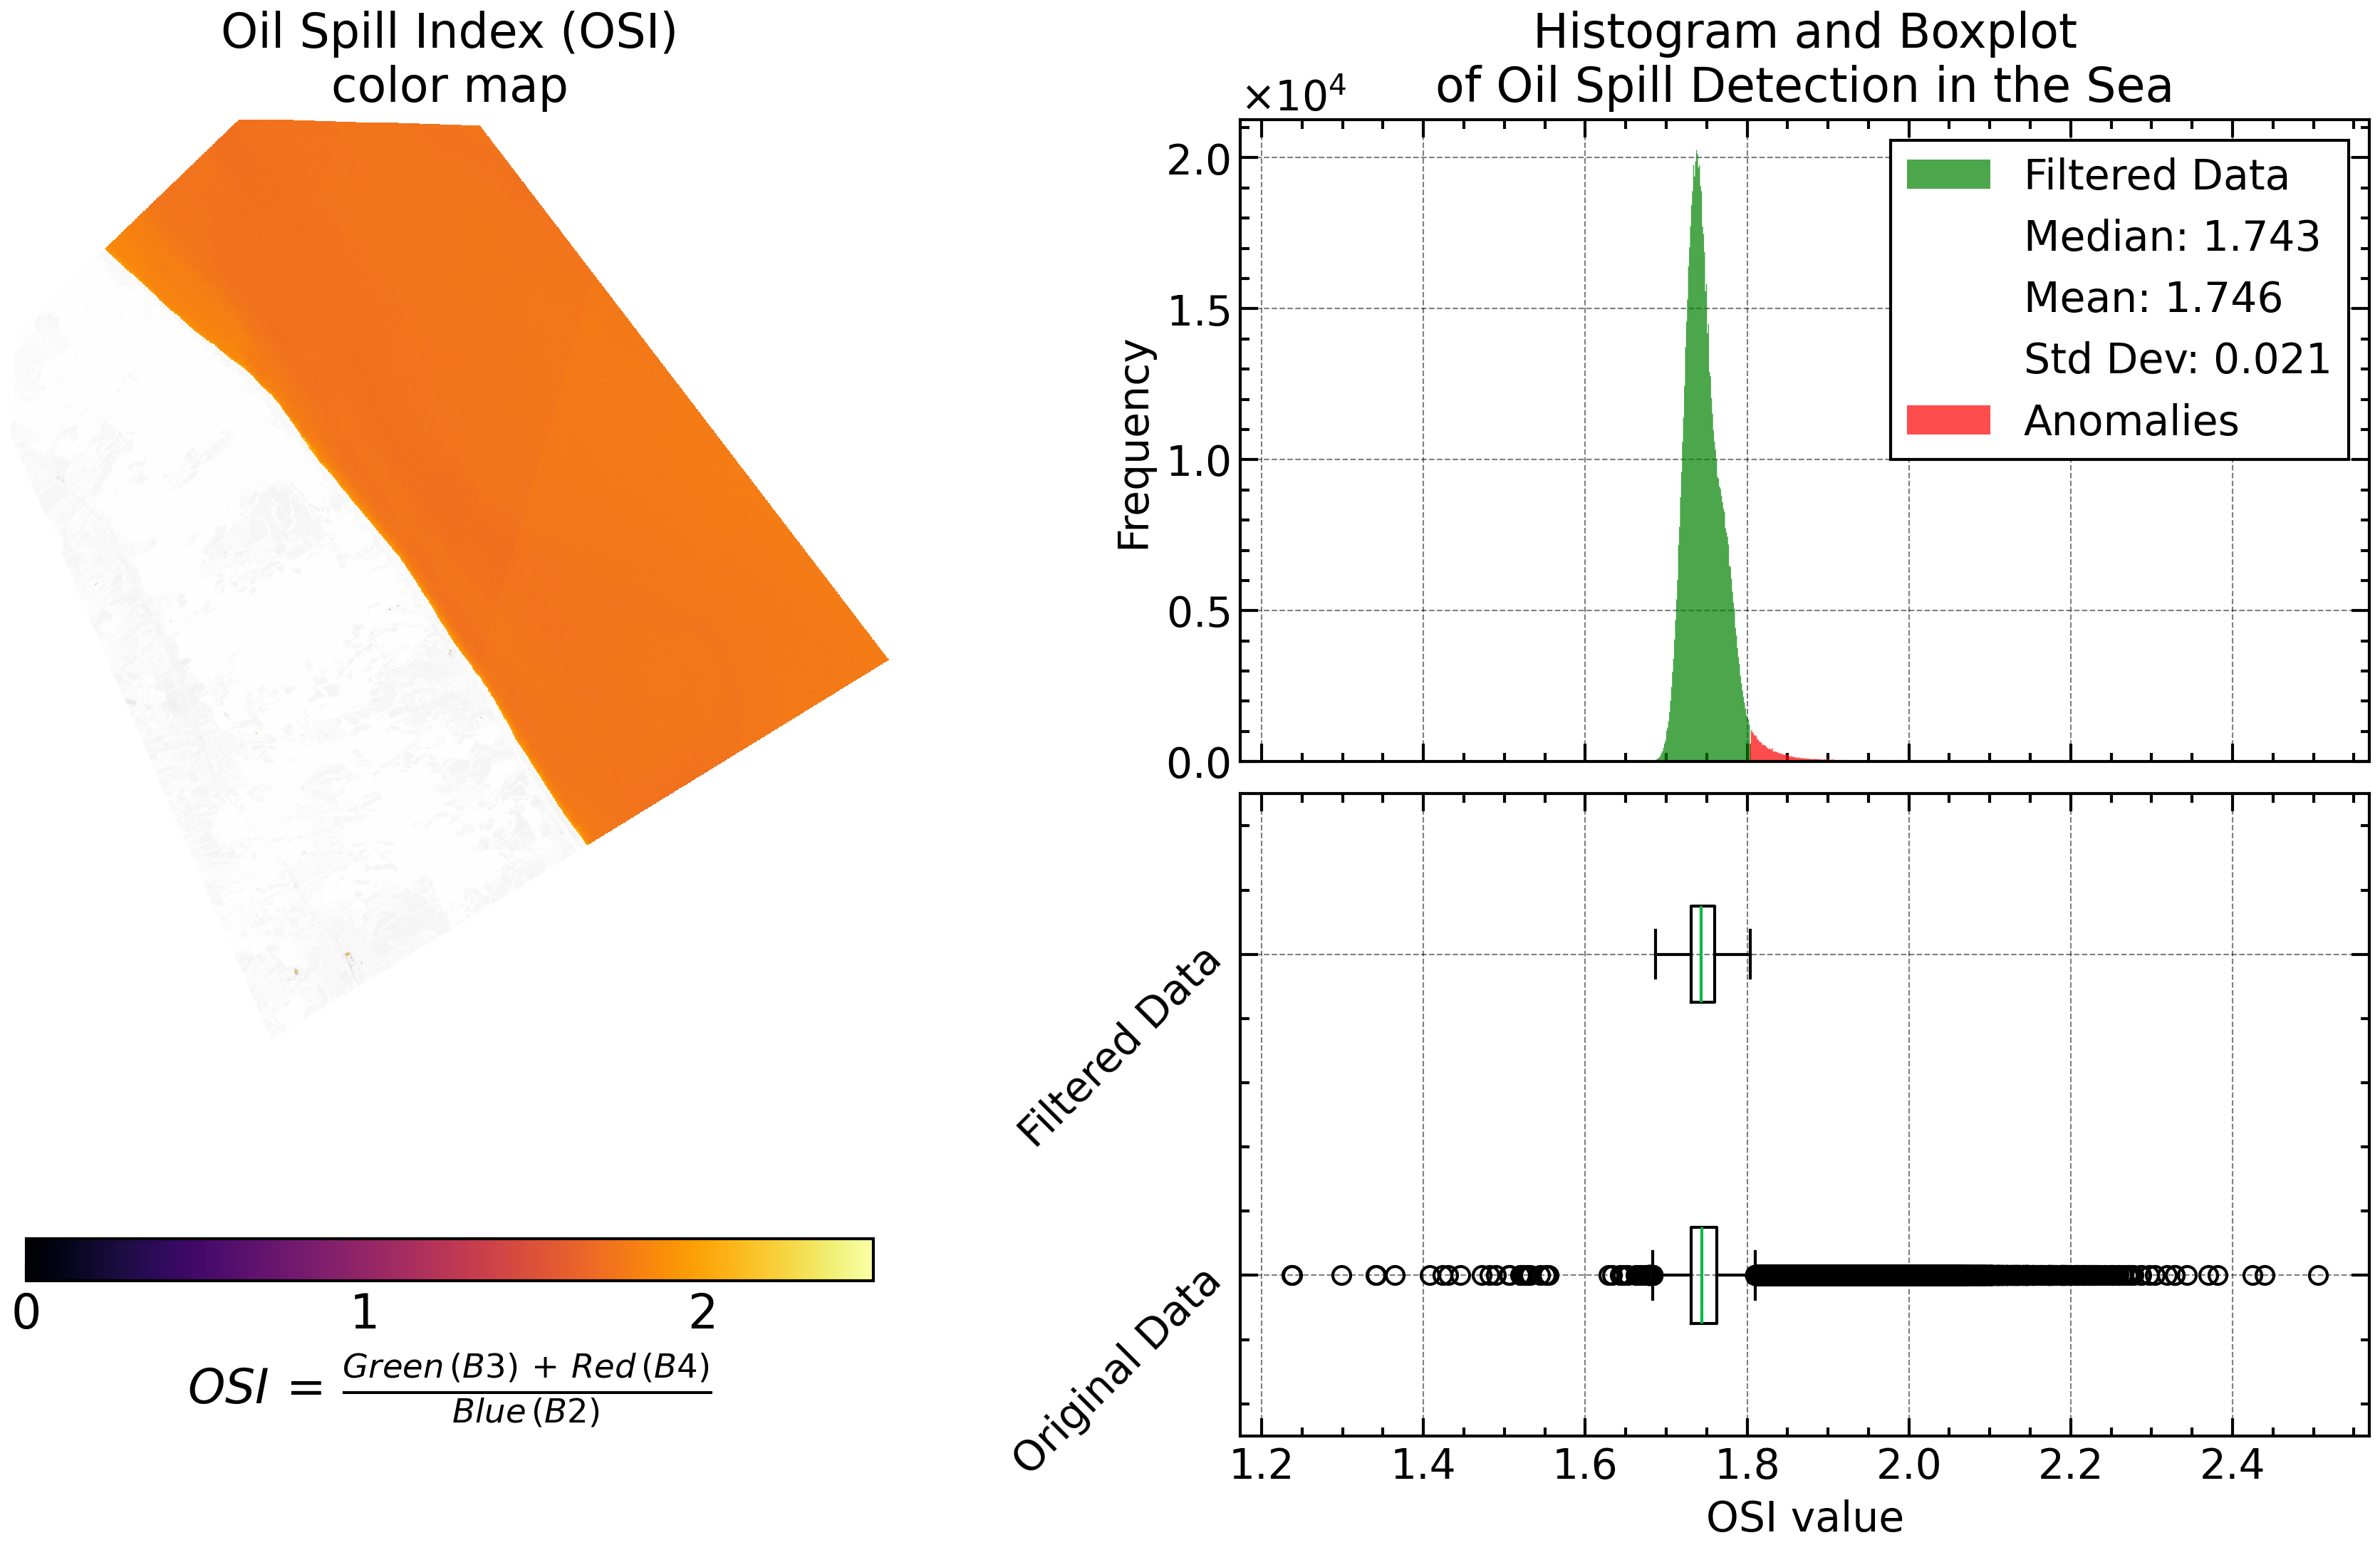 Oil Spill Index (OSI)
color map
0
1
2
OSI = Green (B3) + Red (B4) / Blue (B2)
Histogram and Boxplot
of Oil Spill Detection in the Sea
×10⁴
2.0
1.5
1.0
0.5
0.0
Frequency
Filtered Data
Median: 1.743
Mean: 1.746
Std Dev: 0.021
Anomalies
Filtered Data
Original Data
1.2 1.4 1.6 1.8 2.0 2.2 2.4
OSI value